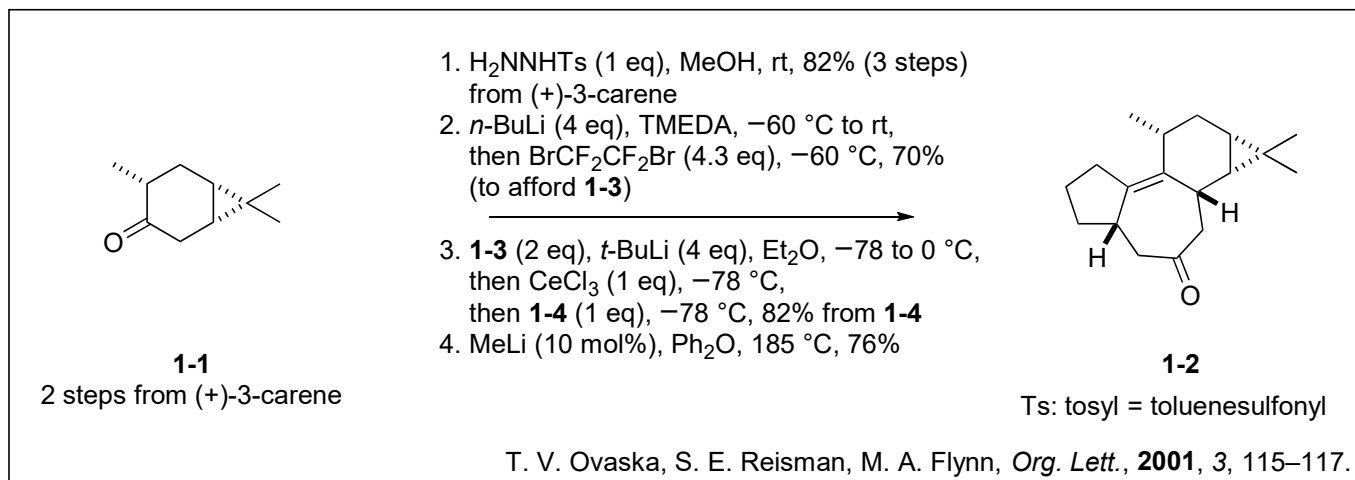 1. H₂NNHTs (1 eq), MeOH, rt, 82% (3 steps)
from (+)-3-carene
2. n-BuLi (4 eq), TMEDA, −60 °C to rt,
then BrCF₂CF₂Br (4.3 eq), −60 °C, 70%
(to afford 1-3)
3. 1-3 (2 eq), t-BuLi (4 eq), Et₂O, −78 to 0 °C,
then CeCl₃ (1 eq), −78 °C,
then 1-4 (1 eq), −78 °C, 82% from 1-4
4. MeLi (10 mol%), Ph₂O, 185 °C, 76%
O
1-1
2 steps from (+)-3-carene
H
H
O
1-2
Ts: tosyl = toluenesulfonyl
T. V. Ovaska, S. E. Reisman, M. A. Flynn, Org. Lett., 2001, 3, 115–117.